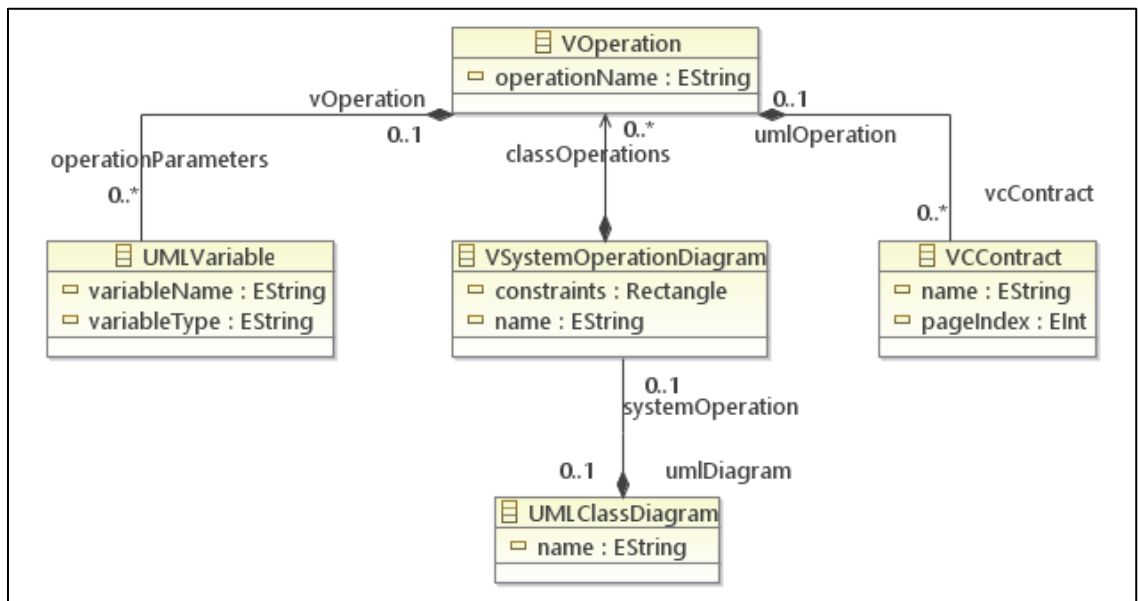 VOperation
operationName : EString
vOperation
0..1
0..1
0..*
umlOperation
classOperations
operationParameters
0..*
vcContract
0..*
UMLVariable
variableName : EString
variableType : EString
VSystemOperationDiagram
constraints : Rectangle
name : EString
VCContract
name : EString
pageIndex : EInt
0..1
systemOperation
0..1
umlDiagram
UMLClassDiagram
name : EString